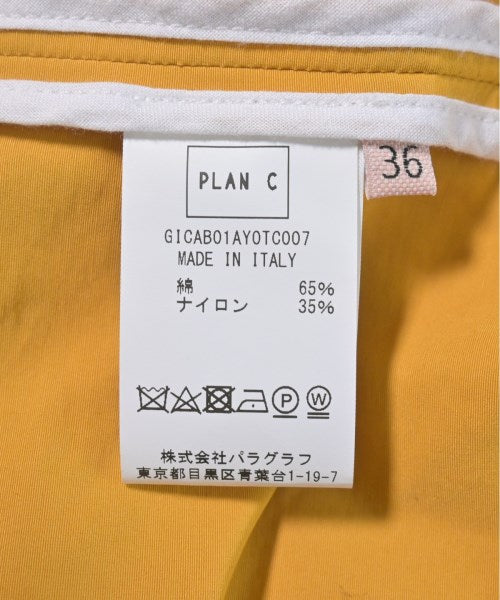 PLAN C
36
GICAB01AY0TC007
MADE IN ITALY
綿 65%
ナイロン 35%
P W
株式会社パラグラフ
東京都目黒区青葉台1-19-7